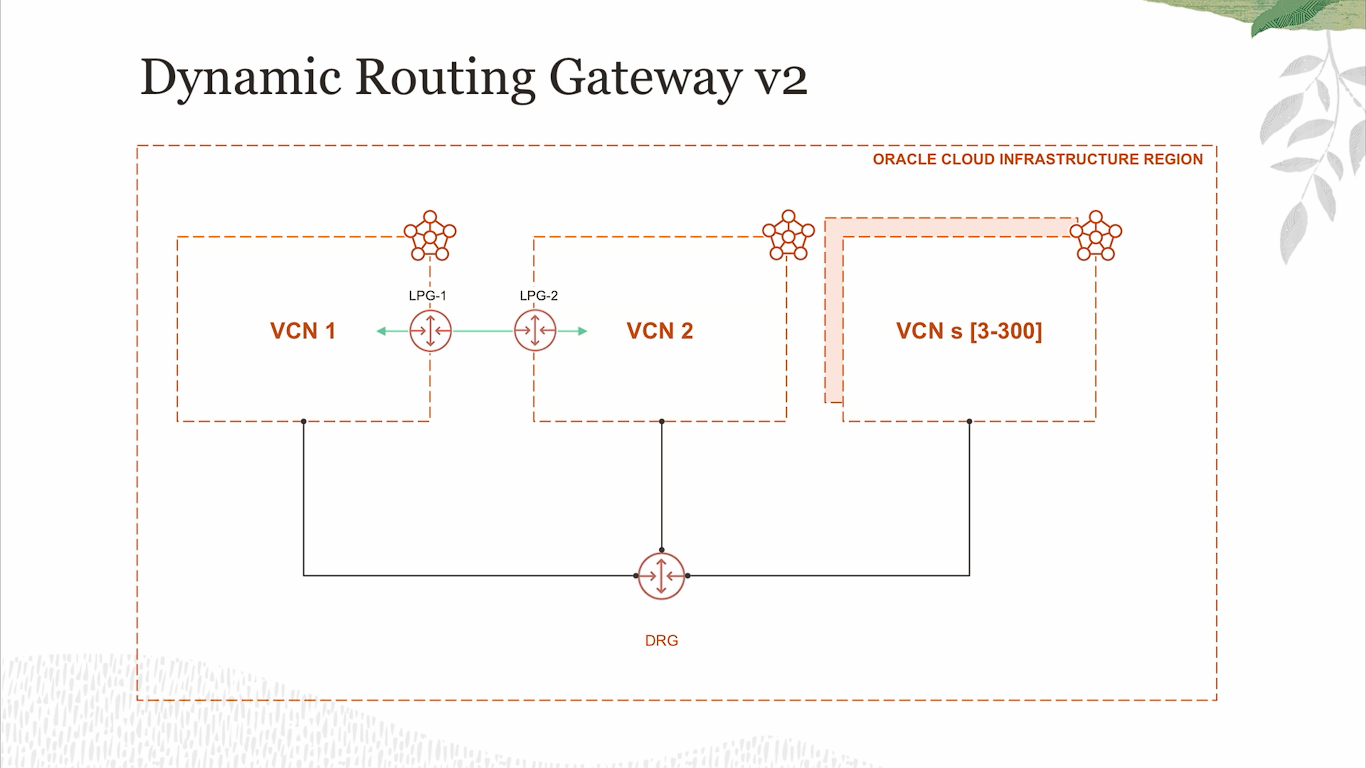 Dynamic Routing Gateway v2
ORACLE CLOUD INFRASTRUCTURE REGION
LPG-1
LPG-2
VCN 1
VCN 2
VCN s [3-300]
DRG